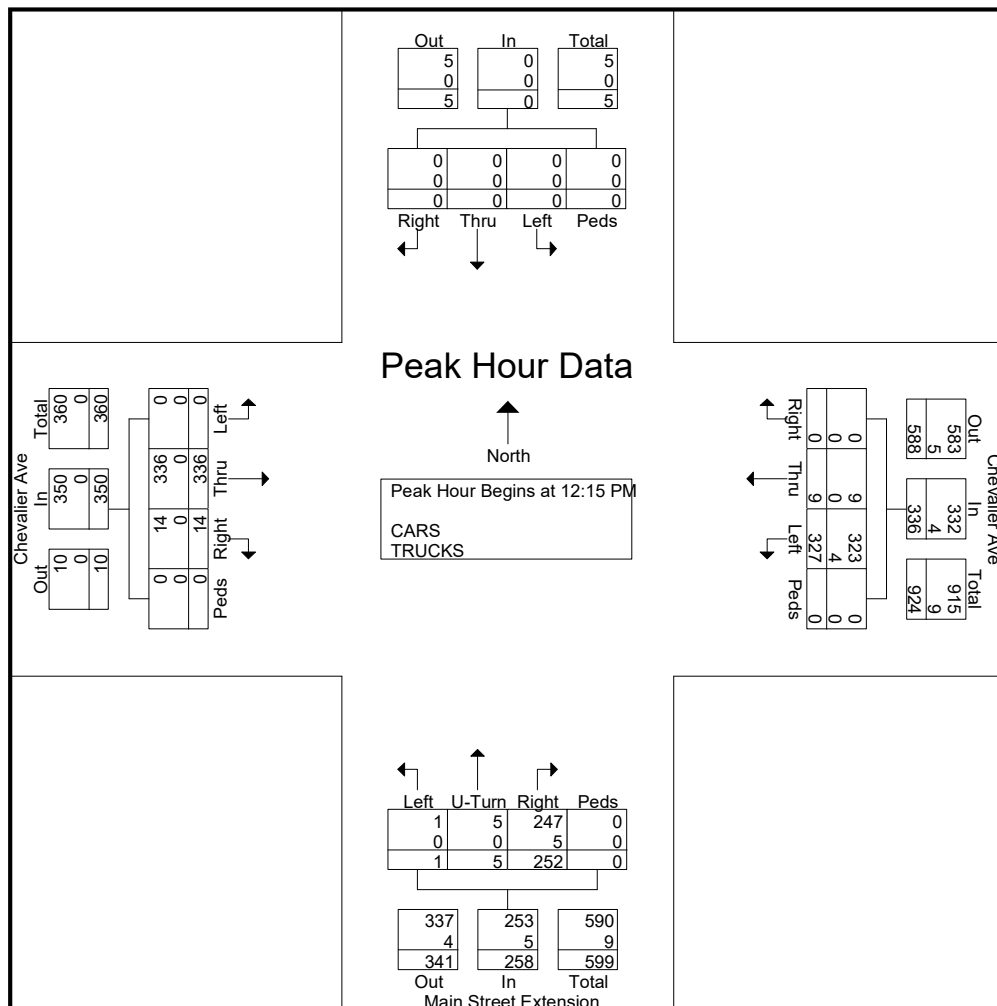 Out In Total
5 0 5
0 0 0
5 0 5
0 0 0 0
0 0 0 0
0 0 0 0
Right Thru Left Peds
Peak Hour Data
North
Peak Hour Begins at 12:15 PM
CARS
TRUCKS
Chevalier Ave
Out In Total
10 350 360
0 0 0
10 350 360
0 14 336 0
0 0 0 0
0 14 336 0
Peds Right Thru Left
Chevalier Ave
Out In Total
583 332 915
5 4 9
588 336 924
Right Thru Left Peds
0 9 323 0
0 0 4 0
0 9 327 0
Left U-Turn Right Peds
1 5 247 0
0 0 5 0
1 5 252 0
337 253 590
4 5 9
341 258 599
Out In Total
Main Street Extension